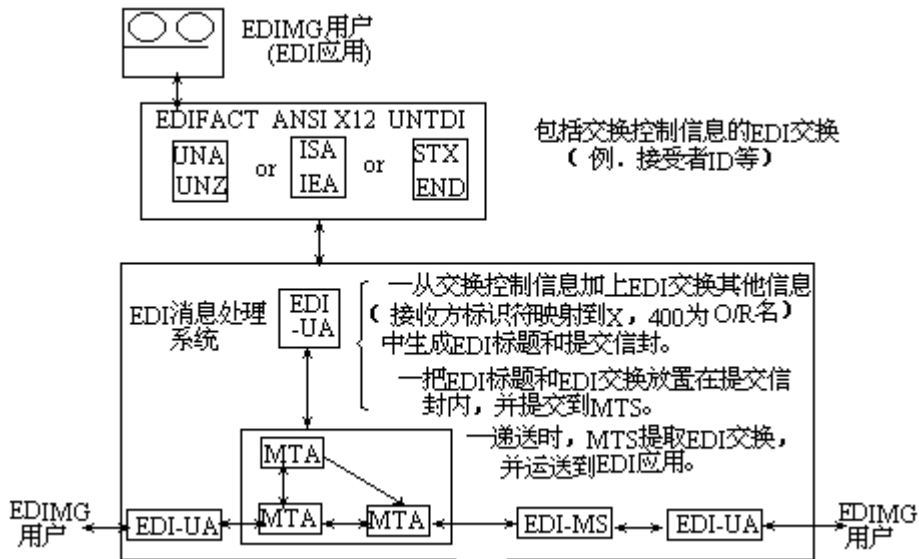 EDIMG用户
(EDI应用)
EDIFACT ANSI X12 UNTDI
UNA
UNZ
or
ISA
IEA
or
STX
END
包括交换控制信息的EDI交换
(例.接受者ID等)
EDI消息处理
系统
EDI
-UA
一从交换控制信息加上EDI交换其他信息
(接收方标识符映射到X,400为O/R名)
中生成EDI标题和提交信封。
一把EDI标题和EDI交换放置在提交信
封内,并提交到MTS。
一递送时,MTS提取EDI交换,
并运送到EDI应用。
MTA
EDIMG
用户
EDI-UA
MTA
MTA
EDI-MS
EDI-UA
EDIMG
用户